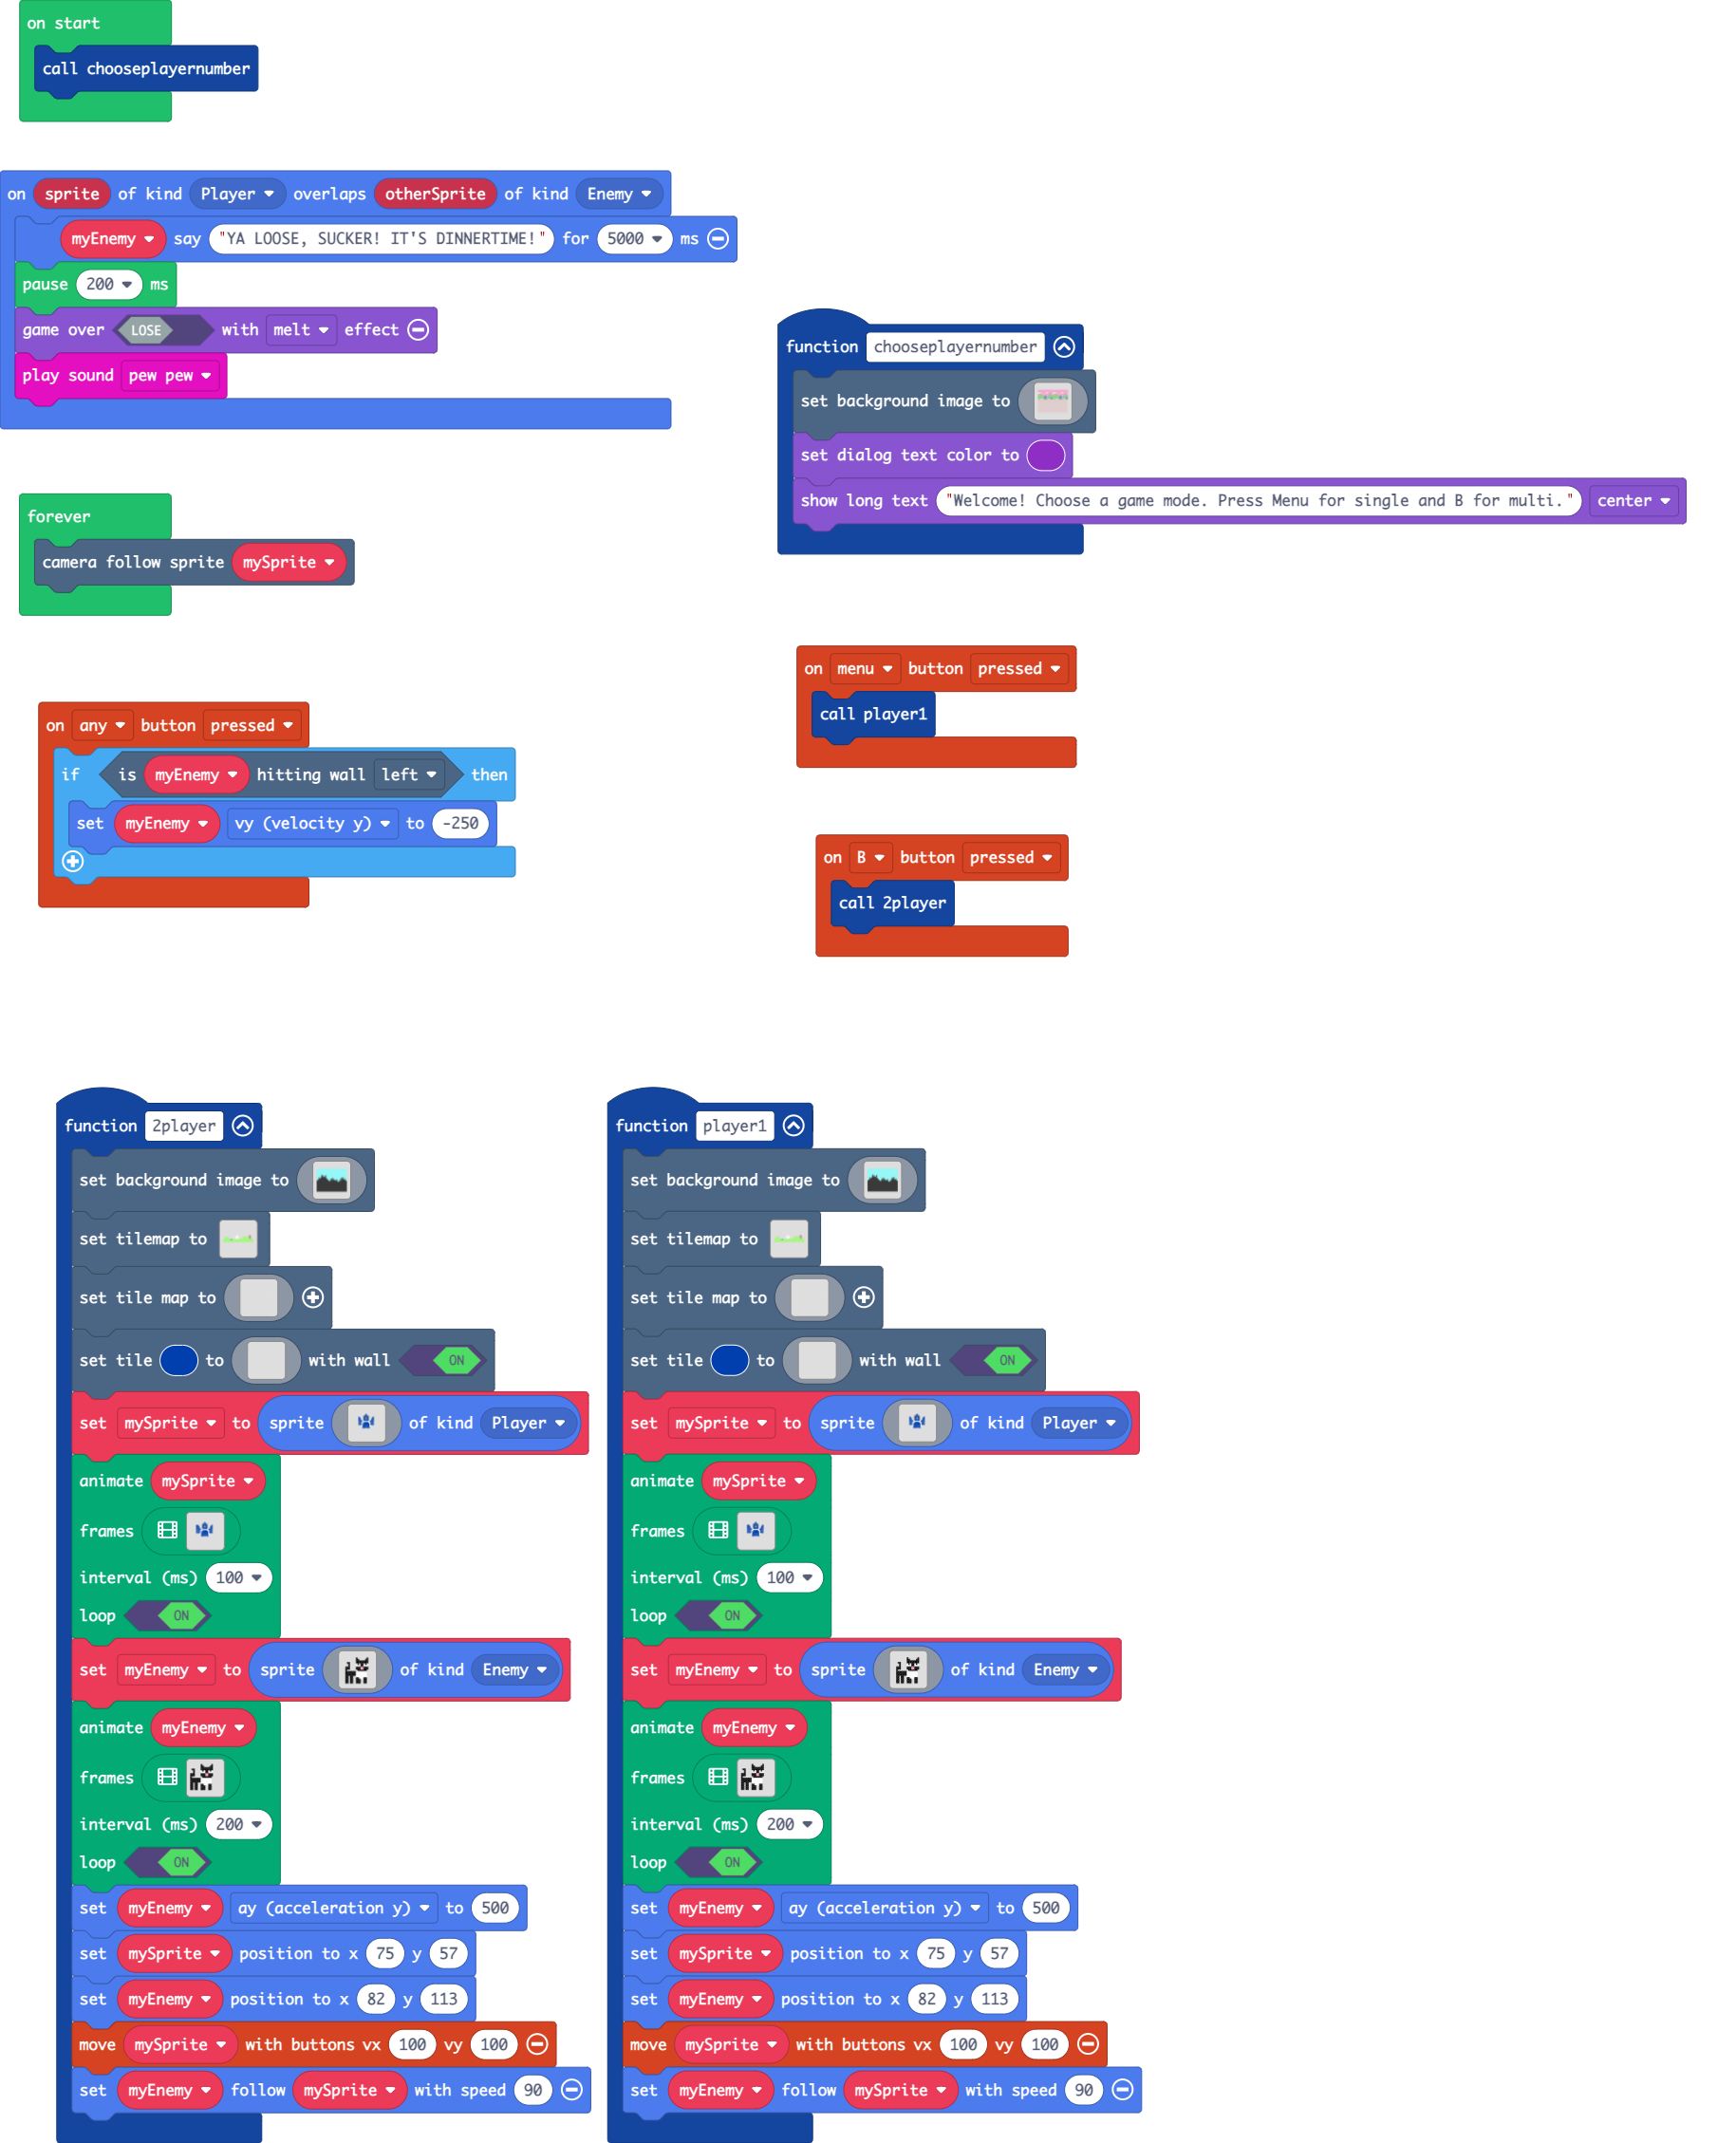 on start
call chooseplayernumber
on sprite of kind Player overlaps otherSprite of kind Enemy
myEnemy say "YA LOOSE, SUCKER! IT'S DINNERTIME!" for 5000 ms
pause 200 ms
game over LOSE with melt effect
play sound pew pew
function chooseplayernumber
set background image to
set dialog text color to
show long text "Welcome! Choose a game mode. Press Menu for single and B for multi." center
forever
camera follow sprite mySprite
on menu button pressed
call player1
on any button pressed
if is myEnemy hitting wall left then
set myEnemy vy (velocity y) to -250
on B button pressed
call 2player
function 2player
set background image to
set tilemap to
set tile map to
set tile to with wall ON
set mySprite to sprite of kind Player
animate mySprite
frames
interval (ms) 100
loop ON
set myEnemy to sprite of kind Enemy
animate myEnemy
frames
interval (ms) 200
loop ON
set myEnemy ay (acceleration y) to 500
set mySprite position to x 75 y 57
set myEnemy position to x 82 y 113
move mySprite with buttons vx 100 vy 100
set myEnemy follow mySprite with speed 90
function player1
set background image to
set tilemap to
set tile map to
set tile to with wall ON
set mySprite to sprite of kind Player
animate mySprite
frames
interval (ms) 100
loop ON
set myEnemy to sprite of kind Enemy
animate myEnemy
frames
interval (ms) 200
loop ON
set myEnemy ay (acceleration y) to 500
set mySprite position to x 75 y 57
set myEnemy position to x 82 y 113
move mySprite with buttons vx 100 vy 100
set myEnemy follow mySprite with speed 90